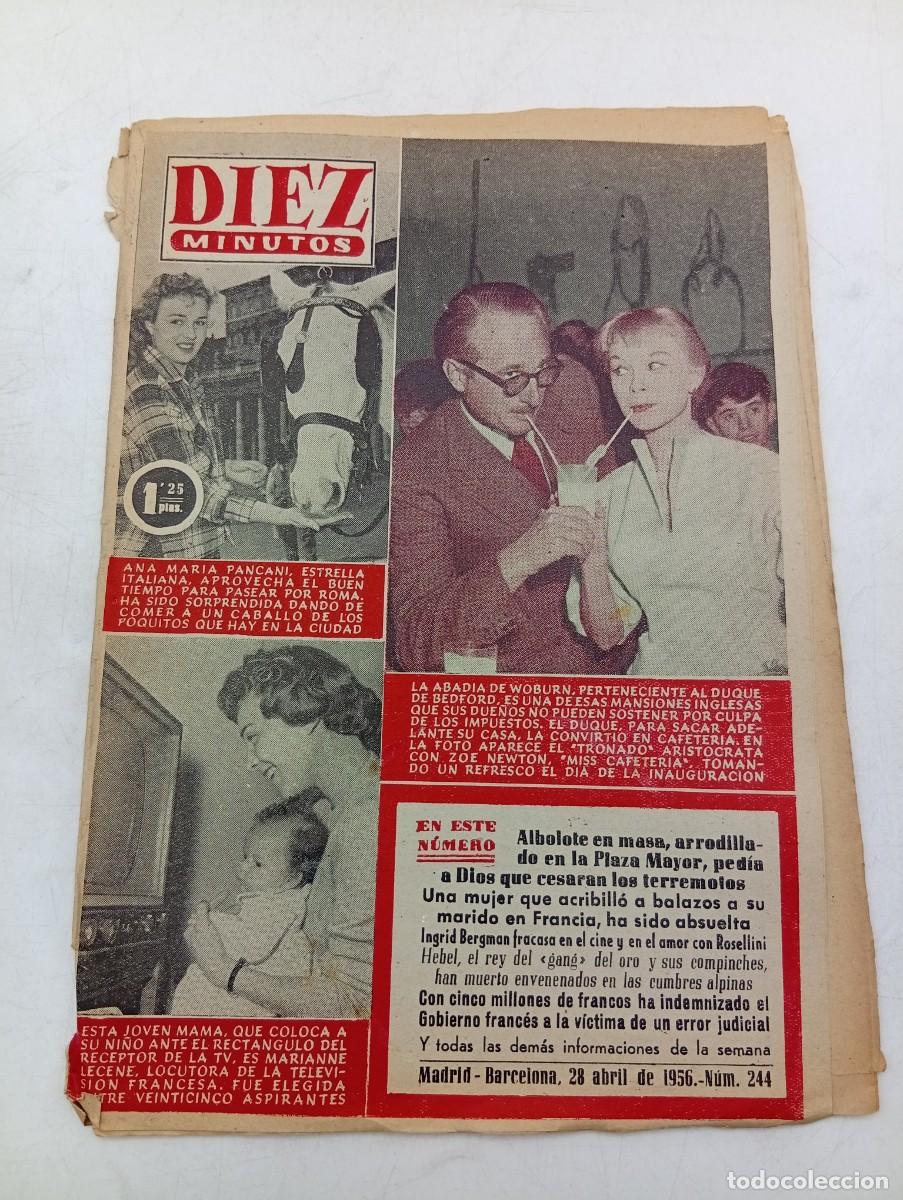 DIEZ
MINUTOS
1'25
ptas.
ANA MARIA PANCANI, ESTRELLA
ITALIANA, APROVECHA EL BUEN
TIEMPO PARA PASEAR POR ROMA.
HA SIDO SORPRENDIDA DANDO DE
COMER A UN CABALLO DE LOS
POQUITOS QUE HAY EN LA CIUDAD
LA ABADIA DE WOBURN, PERTENECIENTE AL DUQUE
DE BEDFORD, ES UNA DE ESAS MANSIONES INGLESAS
QUE SUS DUEÑOS NO PUEDEN SOSTENER POR CULPA
DE LOS IMPUESTOS. EL DUQUE, PARA SACAR ADE-
LANTE SU CASA, LA CONVIRTIO EN CAFETERIA. EN
LA FOTO APARECE EL "TRONADO" ARISTOCRATA
CON ZOE NEWTON, "MISS CAFETERIA", TOMAN-
DO UN REFRESCO EL DIA DE LA INAUGURACION
ESTA JOVEN MAMA, QUE COLOCA A
SU NIÑO ANTE EL RECTANGULO DEL
RECEPTOR DE LA TV, ES MARIANNE
LECENE, LOCUTORA DE LA TELEVI-
SION FRANCESA. FUE ELEGIDA
ENTRE VEINTICINCO ASPIRANTES
EN ESTE
NÚMERO
Albolote en masa, arrodilla-
do en la Plaza Mayor, pedía
a Dios que cesaran los terremotos
Una mujer que acribilló a balazos a su
marido en Francia, ha sido absuelta
Ingrid Bergman fracasa en el cine y en el amor con Rosellini
Hebel, el rey del «gang» del oro y sus compinches,
han muerto envenenados en las cumbres alpinas
Con cinco millones de francos ha indemnizado el
Gobierno francés a la víctima de un error judicial
Y todas las demás informaciones de la semana
Madrid - Barcelona, 28 abril de 1956.-Núm. 244
todocoleccion